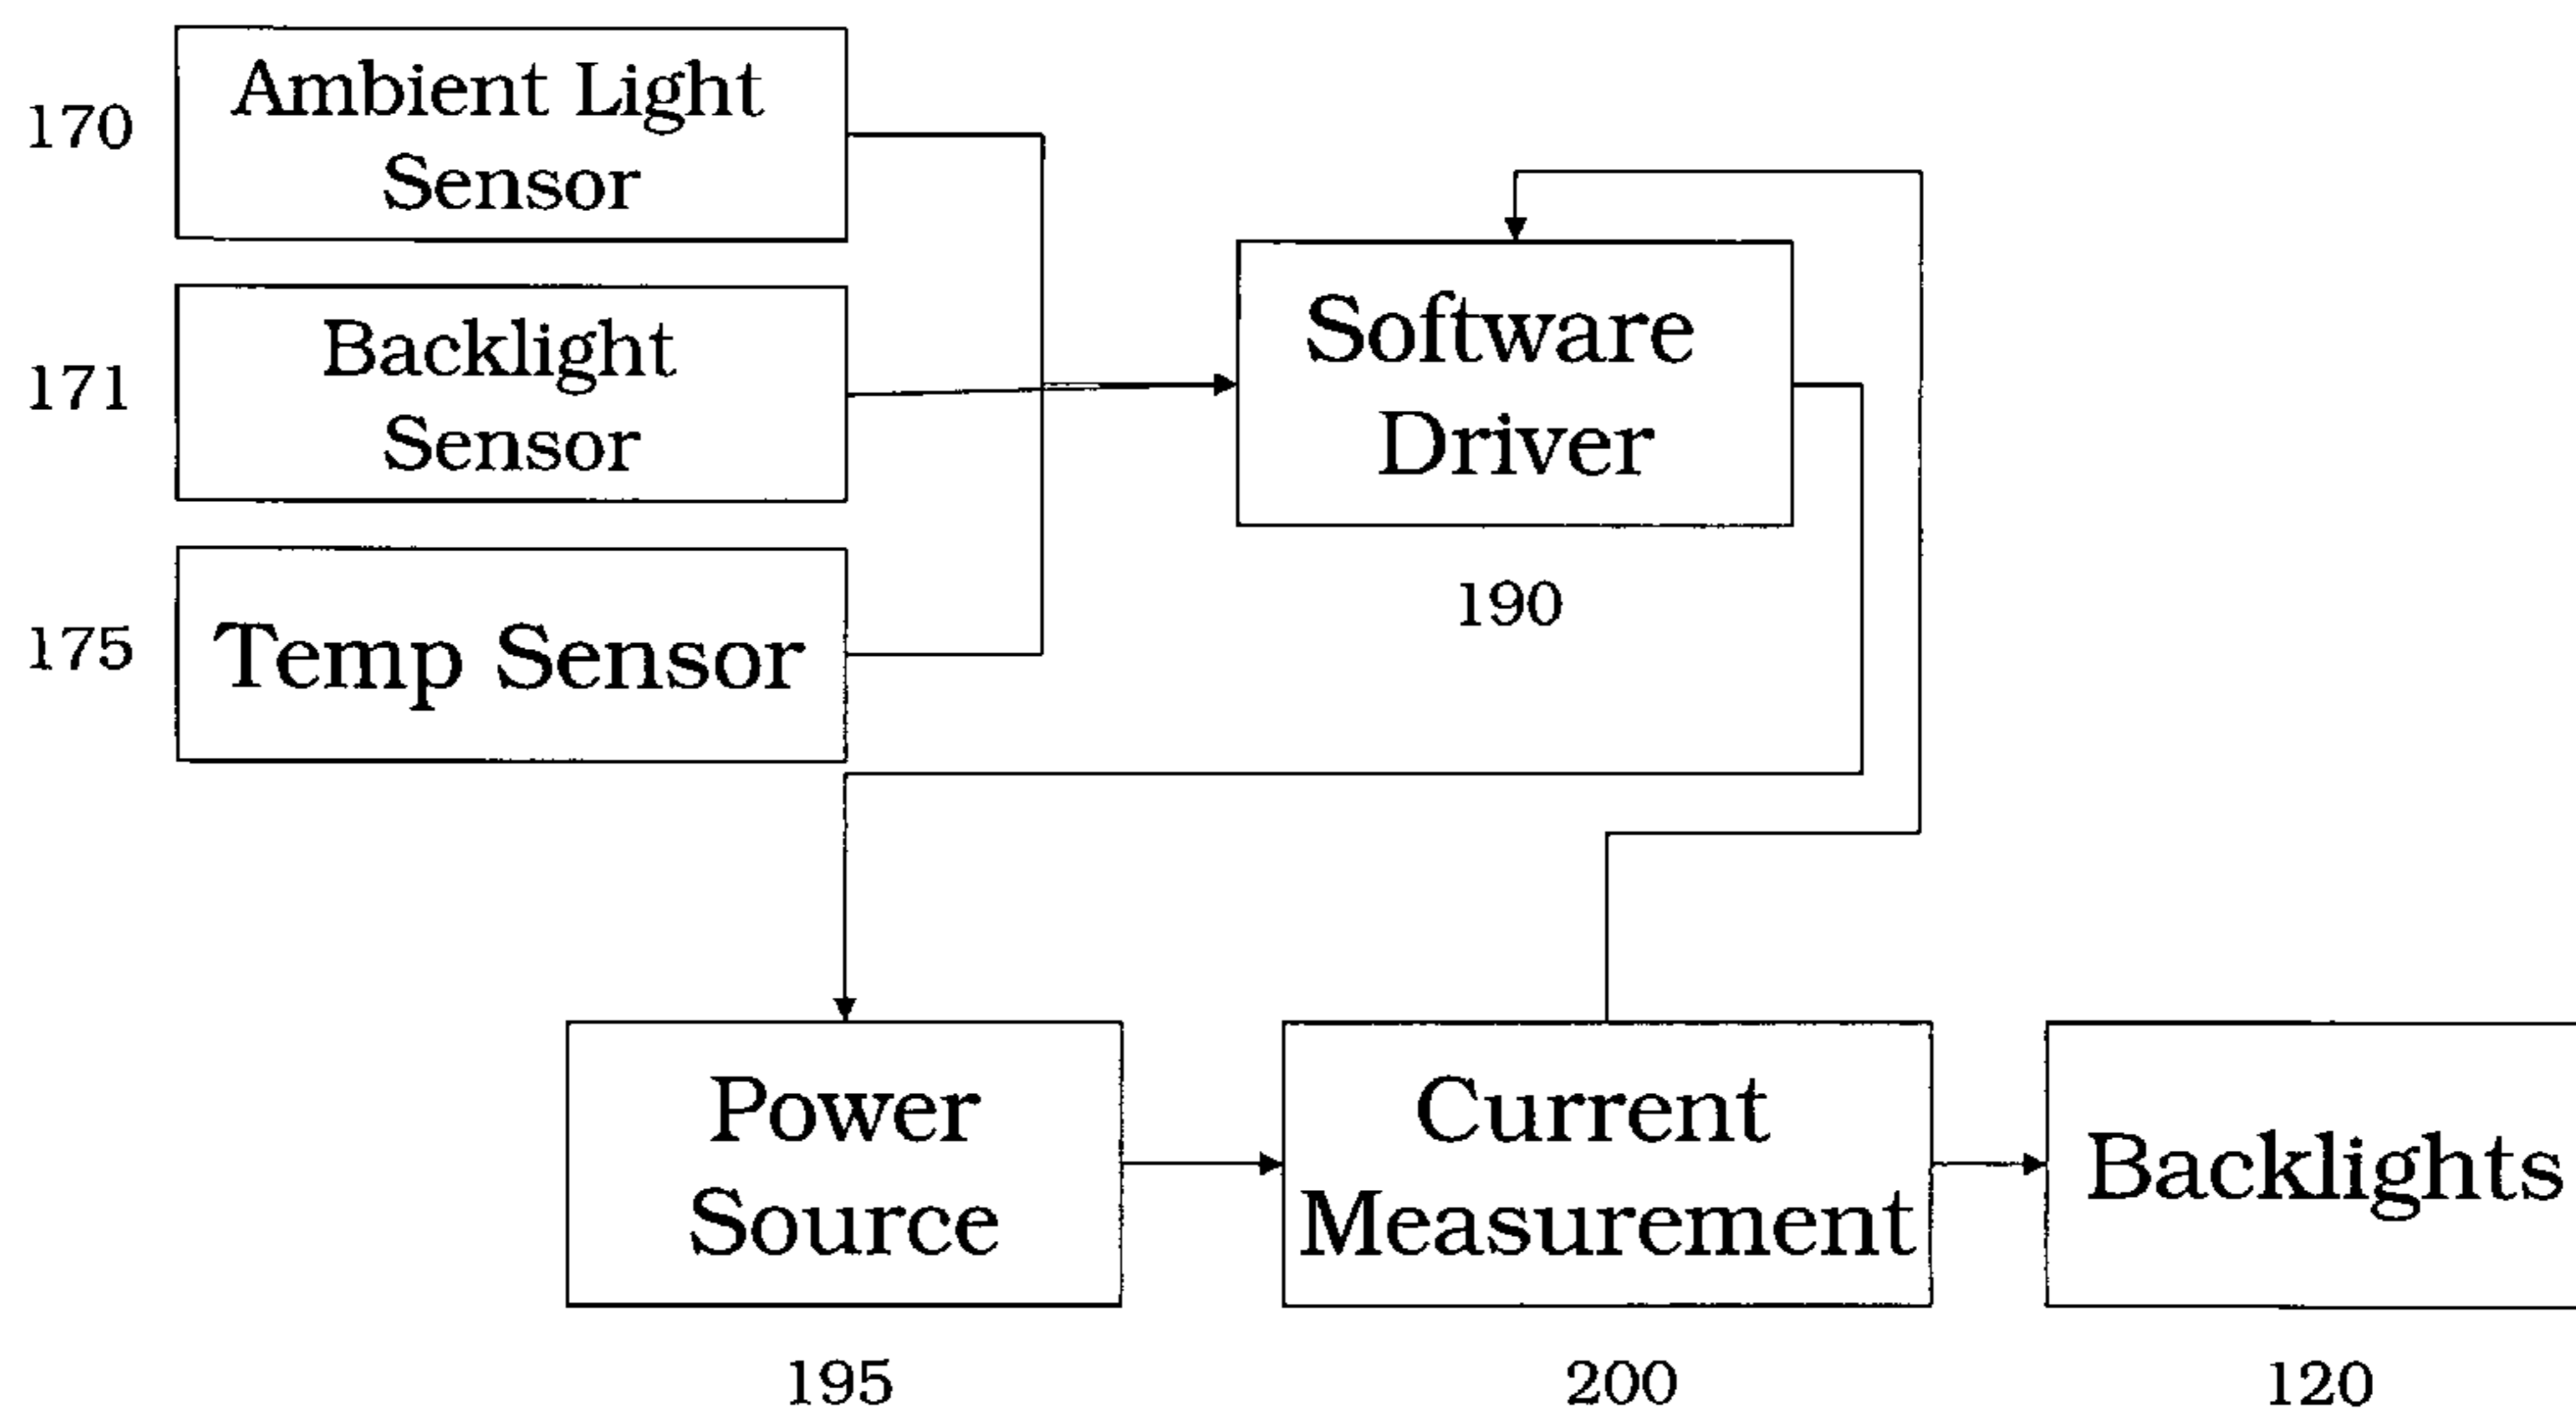 170
Ambient Light
Sensor
171
Backlight
Sensor
175
Temp Sensor
Software
Driver
190
Power
Source
195
Current
Measurement
200
Backlights
120